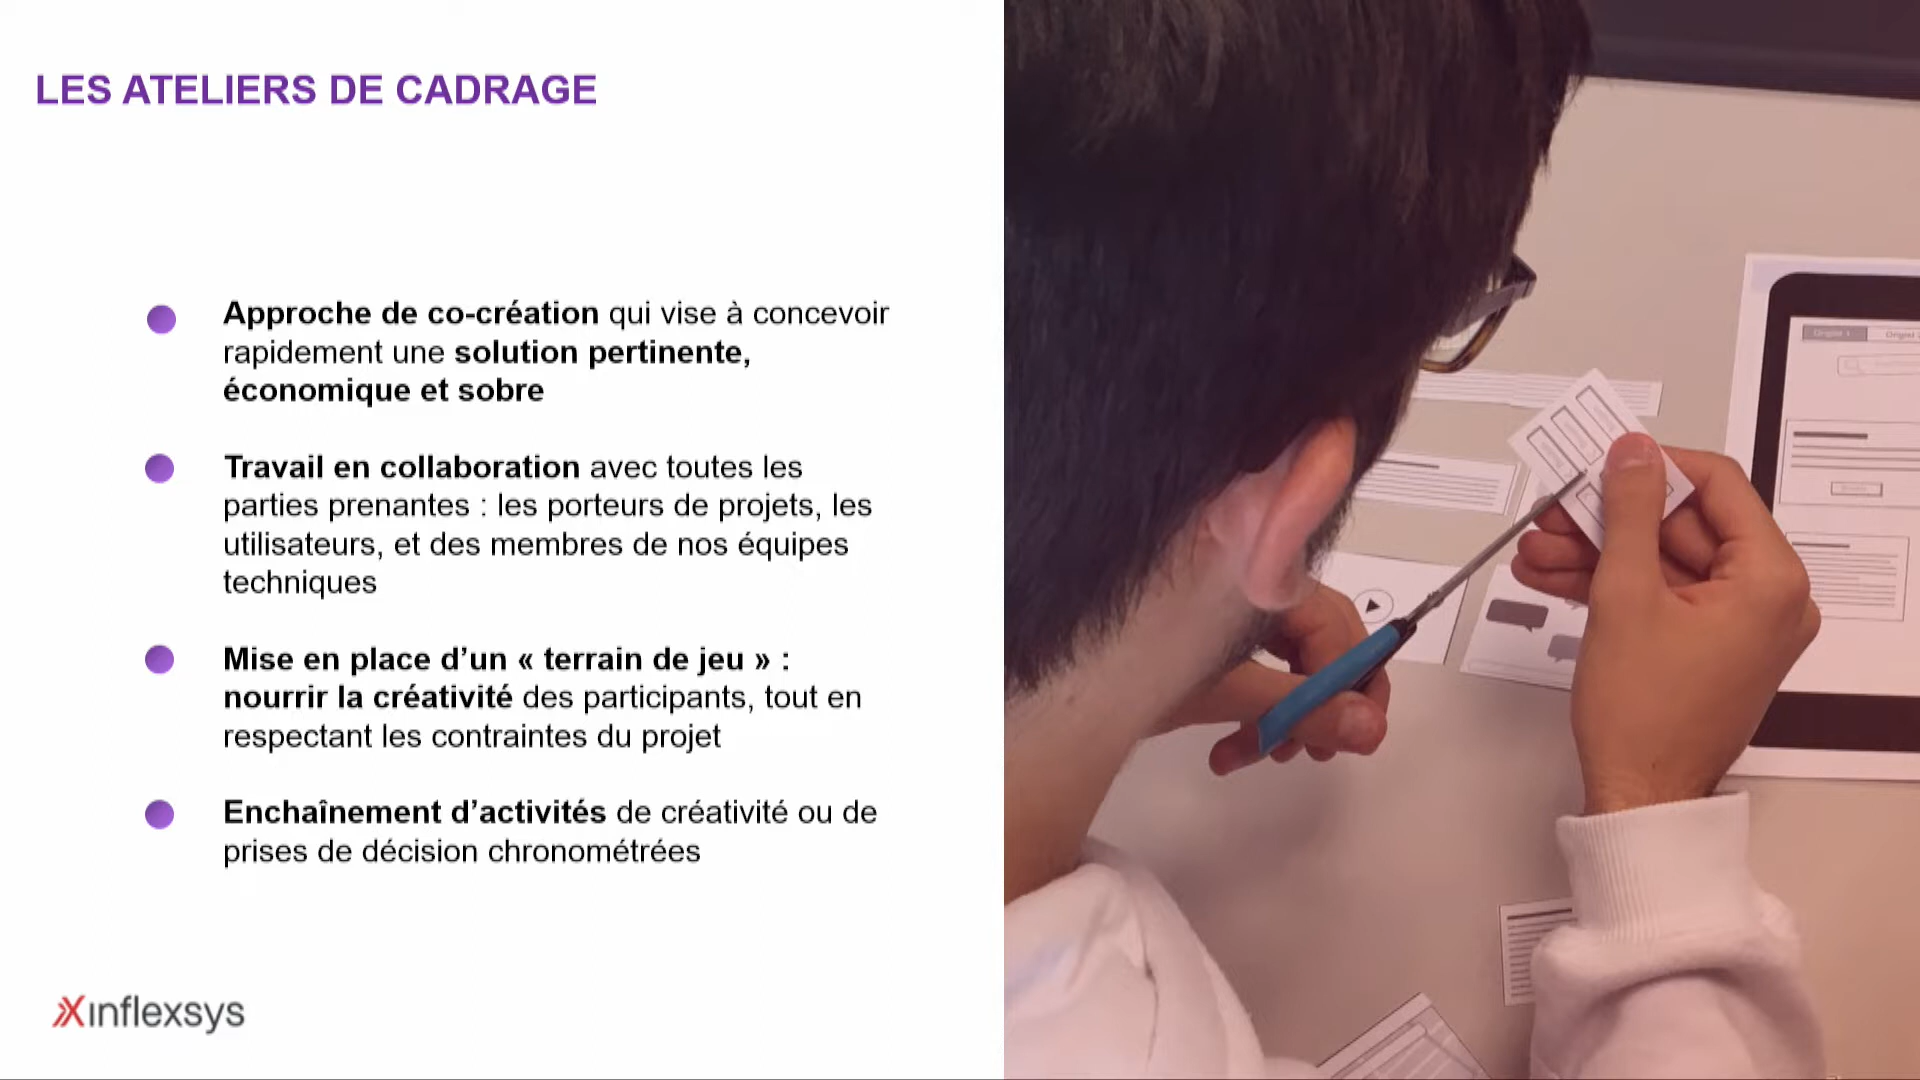 LES ATELIERS DE CADRAGE
Approche de co-création qui vise à concevoir
rapidement une solution pertinente,
économique et sobre
Travail en collaboration avec toutes les
parties prenantes : les porteurs de projets, les
utilisateurs, et des membres de nos équipes
techniques
Mise en place d’un « terrain de jeu » :
nourrir la créativité des participants, tout en
respectant les contraintes du projet
Enchaînement d’activités de créativité ou de
prises de décision chronométrées
inflexsys